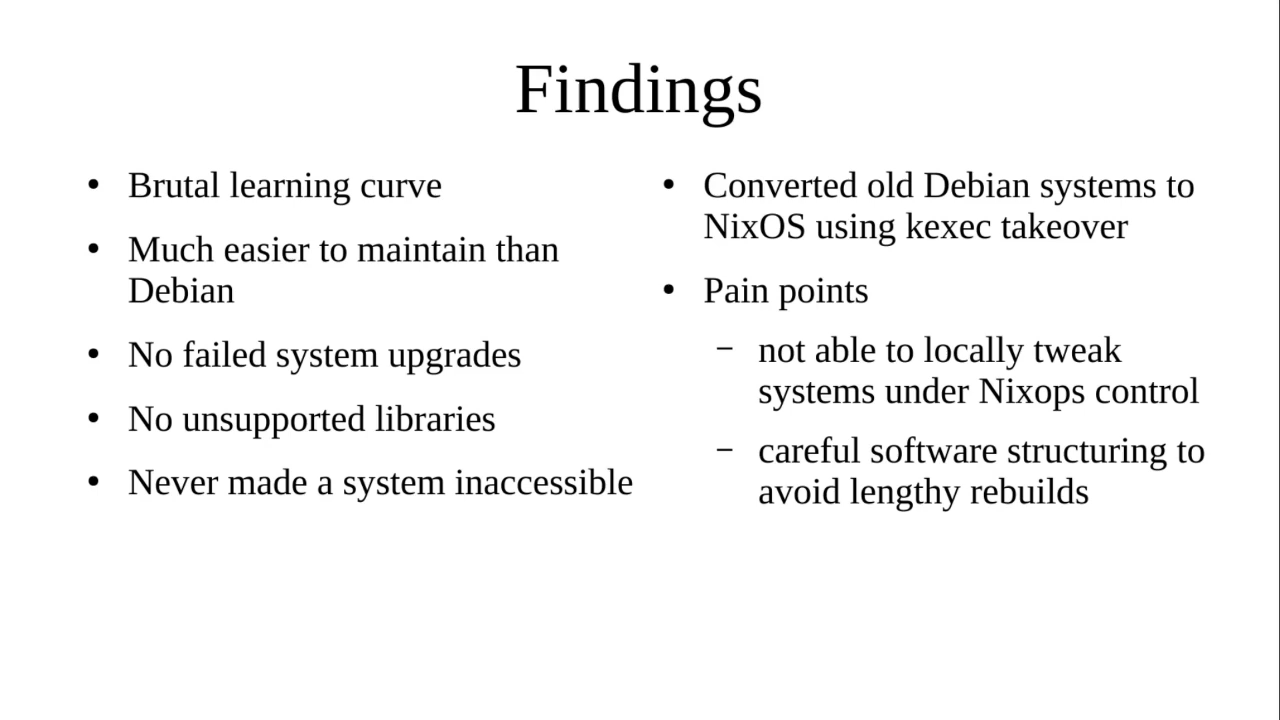 Findings
• Brutal learning curve
• Much easier to maintain than
Debian
• No failed system upgrades
• No unsupported libraries
• Never made a system inaccessible
• Converted old Debian systems to
NixOS using kexec takeover
• Pain points
– not able to locally tweak
systems under Nixops control
– careful software structuring to
avoid lengthy rebuilds